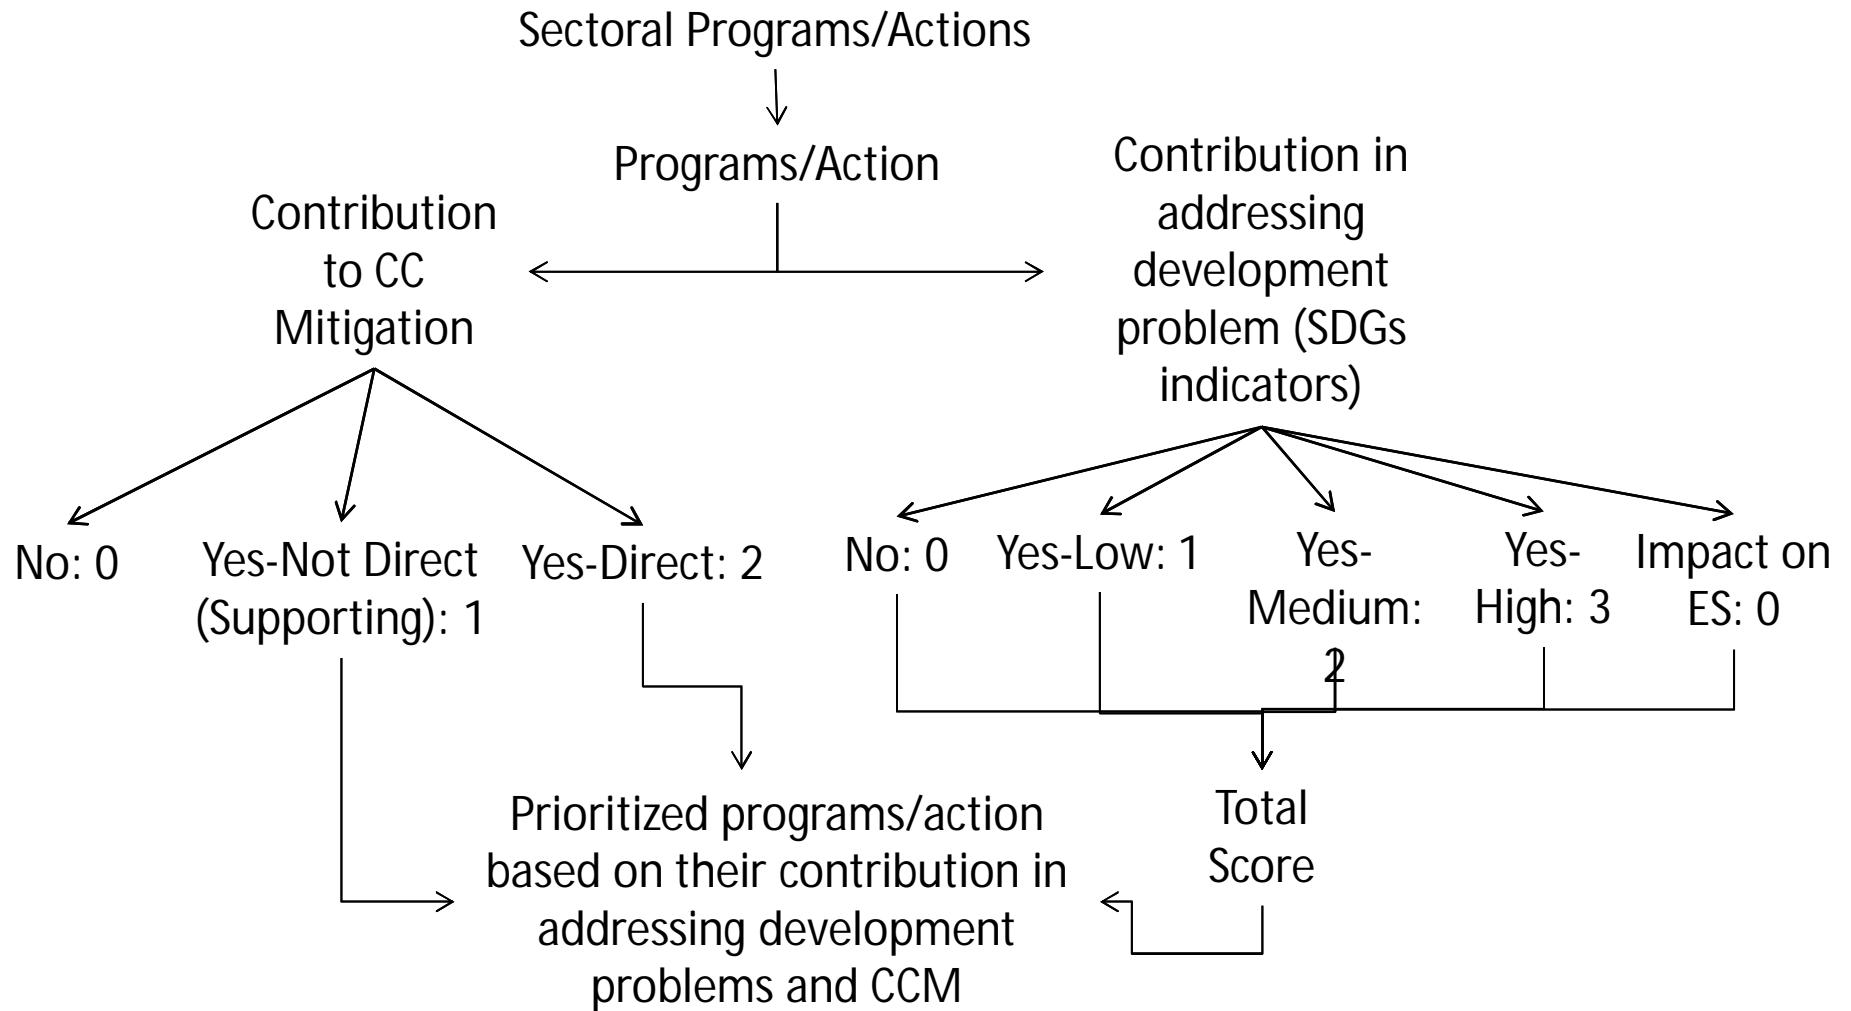 Sectoral Programs/Actions
Programs/Action
Contribution
to CC
Mitigation
Contribution in
addressing
development
problem (SDGs
indicators)
No: 0
Yes-Not Direct
(Supporting): 1
Yes-Direct: 2
No: 0
Yes-Low: 1
Yes-
Medium:
2
Yes-
High: 3
Impact on
ES: 0
Prioritized programs/action
based on their contribution in
addressing development
problems and CCM
Total
Score